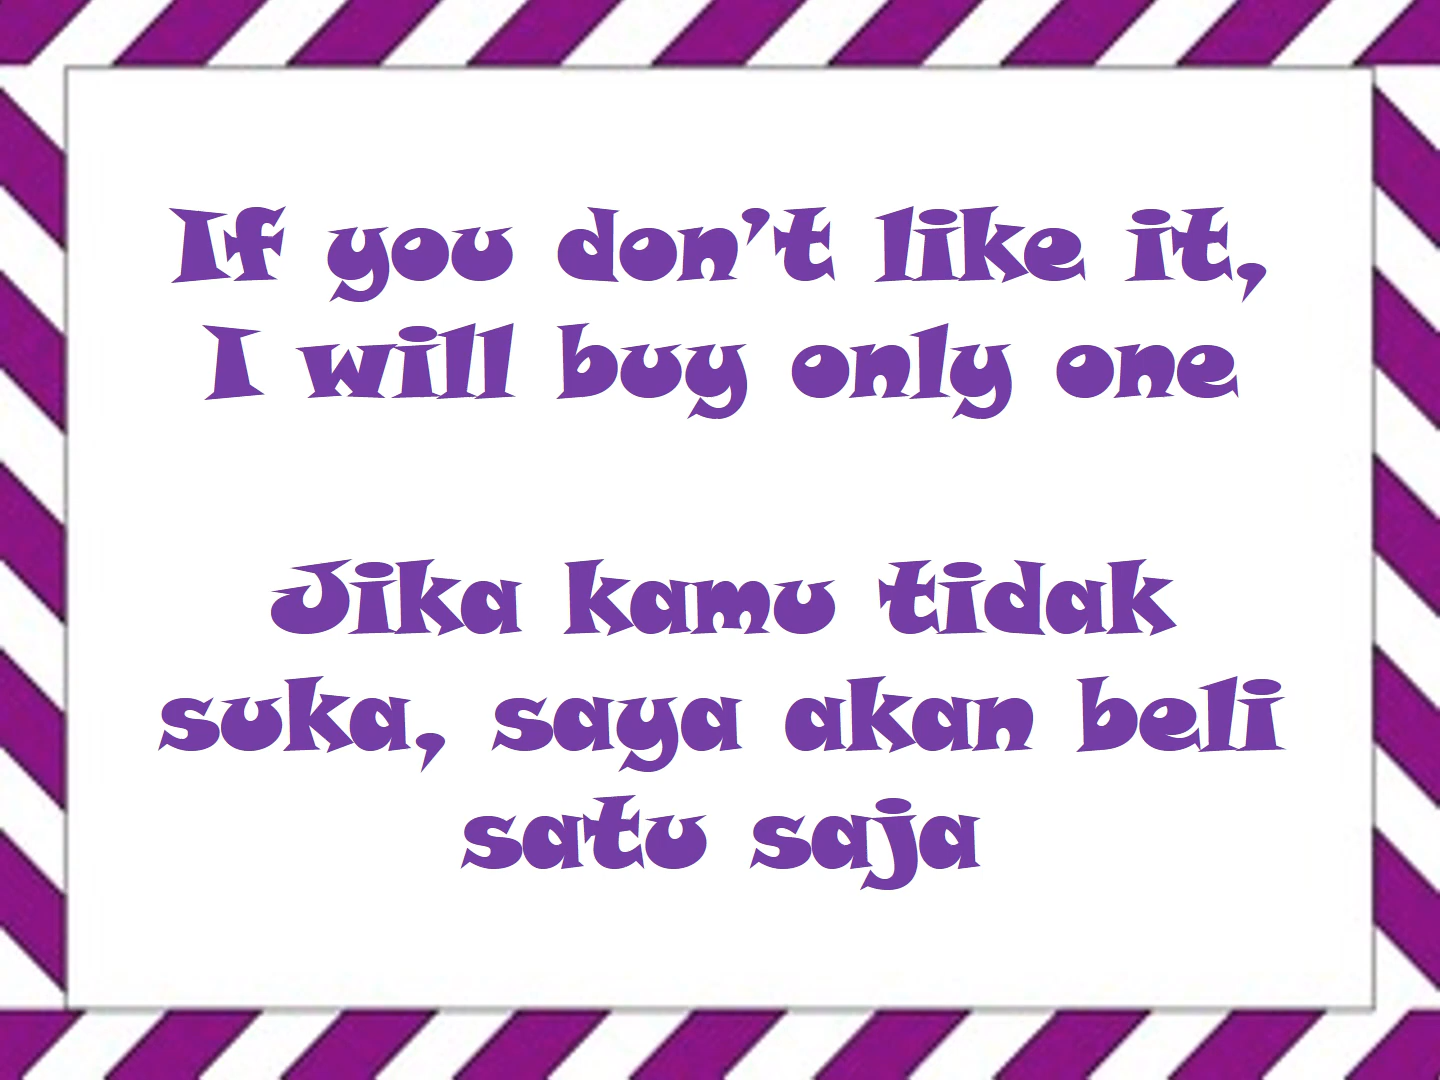 If you don’t like it,
I will buy only one
Jika kamu tidak
suka, saya akan beli
satu saja